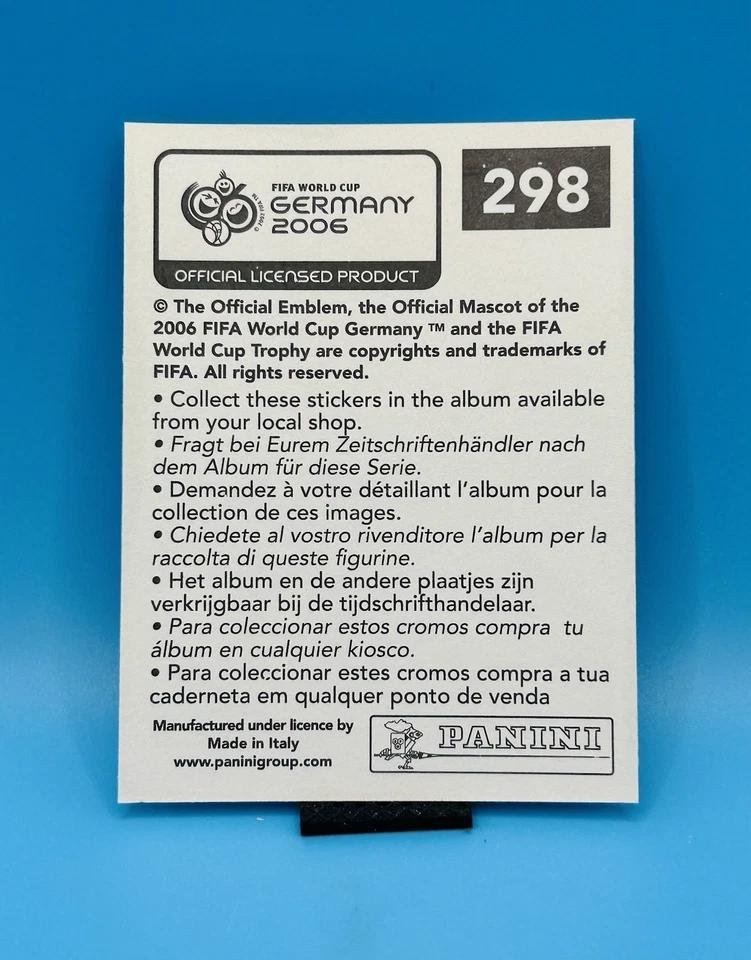 FIFA WORLD CUP
GERMANY
2006
OFFICIAL LICENSED PRODUCT
298
© The Official Emblem, the Official Mascot of the
2006 FIFA World Cup Germany ™ and the FIFA
World Cup Trophy are copyrights and trademarks of
FIFA. All rights reserved.
• Collect these stickers in the album available
from your local shop.
• Fragt bei Eurem Zeitschriftenhändler nach
dem Album für diese Serie.
• Demandez à votre détaillant l'album pour la
collection de ces images.
• Chiedete al vostro rivenditore l'album per la
raccolta di queste figurine.
• Het album en de andere plaatjes zijn
verkrijgbaar bij de tijdschrifthandelaar.
• Para coleccionar estos cromos compra tu
álbum en cualquier kiosco.
• Para coleccionar estes cromos compra a tua
caderneta em qualquer ponto de venda
Manufactured under licence by
Made in Italy
www.paninigroup.com
PANINI